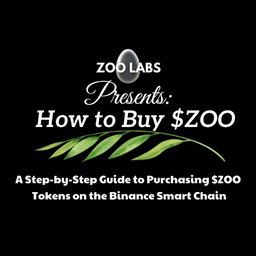 ZOO LABS
Presents:
How to Buy $ZOO
A Step-by-Step Guide to Purchasing $ZOO
Tokens on the Binance Smart Chain